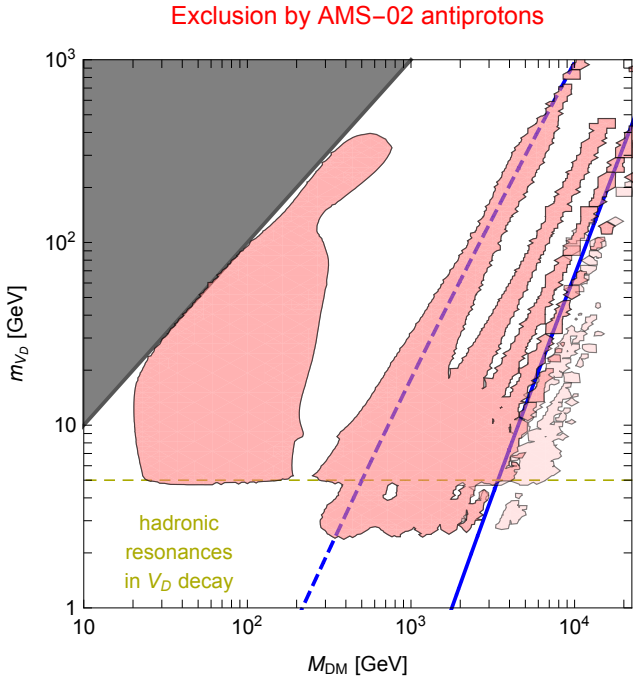 Exclusion by AMS−02 antiprotons
10³
10²
10
1
m_{V_D} [GeV]
hadronic
resonances
in V_D decay
10
10²
10³
10⁴
M_DM [GeV]